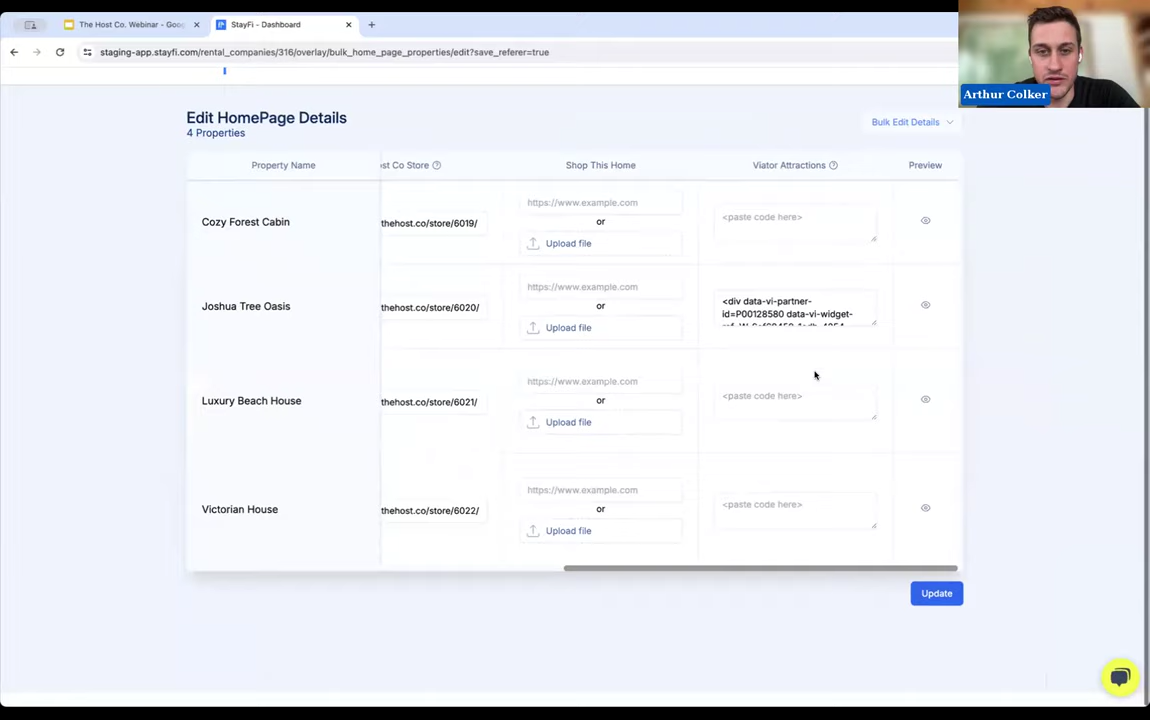 The Host Co. Webinar - Goo
StayFi - Dashboard
staging-app.stayfi.com/rental_companies/316/overlay/bulk_home_page_properties/edit?save_referer=true
Arthur Colker
Edit HomePage Details
4 Properties
Bulk Edit Details
Property Name
st Co Store
Shop This Home
Viator Attractions
Preview
Cozy Forest Cabin
thehost.co/store/6019/
https://www.example.com
or
Upload file
<paste code here>
Joshua Tree Oasis
thehost.co/store/6020/
https://www.example.com
or
Upload file
<div data-vi-partner-
id=P00128580 data-vi-widget-
Luxury Beach House
thehost.co/store/6021/
https://www.example.com
or
Upload file
<paste code here>
Victorian House
thehost.co/store/6022/
https://www.example.com
or
Upload file
<paste code here>
Update